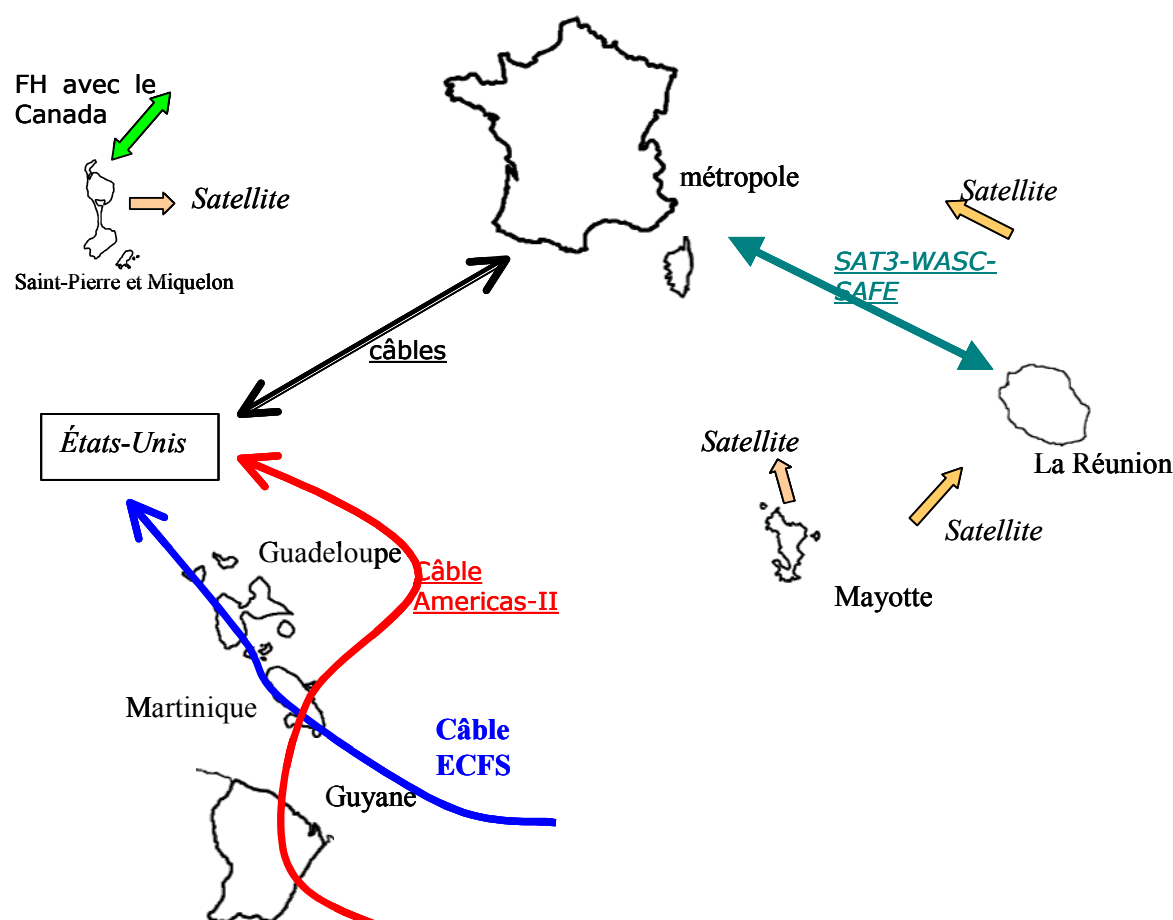 FH avec le
Canada
Satellite
Saint-Pierre et Miquelon
métropole
Satellite
SAT3-WASC-
SAFE
câbles
États-Unis
Satellite
La Réunion
Satellite
Mayotte
Guadeloupe
Câble
Americas-II
Martinique
Câble
ECFS
Guyane